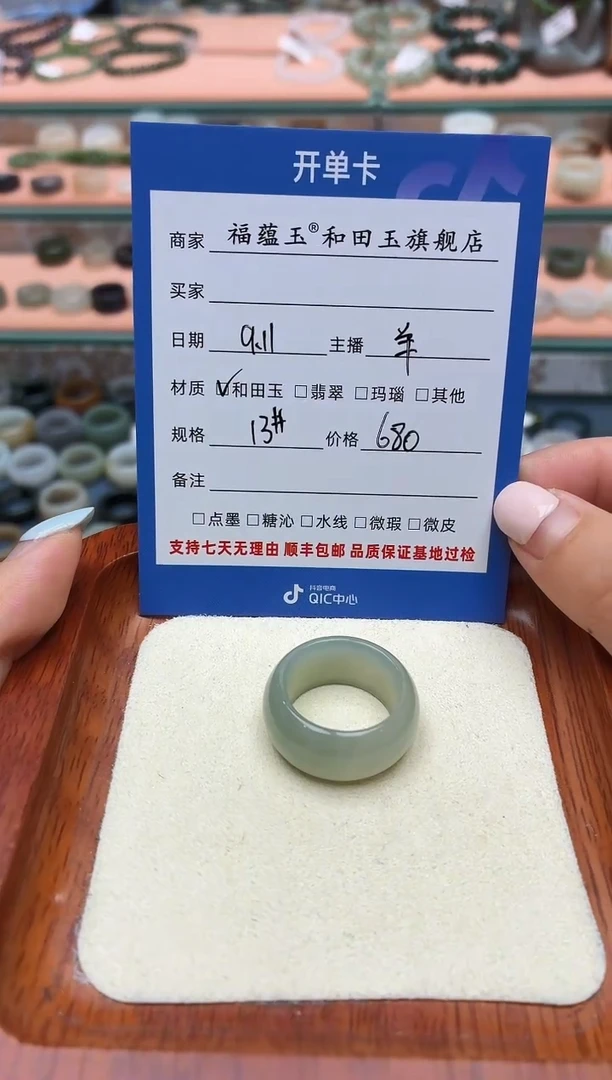 开单卡
商家 福蕴玉®和田玉旗舰店
买家
日期 9.11 主播 羊
材质 ☑和田玉 □翡翠 □玛瑙 □其他
规格 13# 价格 680
备注
□点墨 □糖沁 □水线 □微瑕 □微皮
支持七天无理由 顺丰包邮 品质保证基地过检
抖音电商
QIC中心